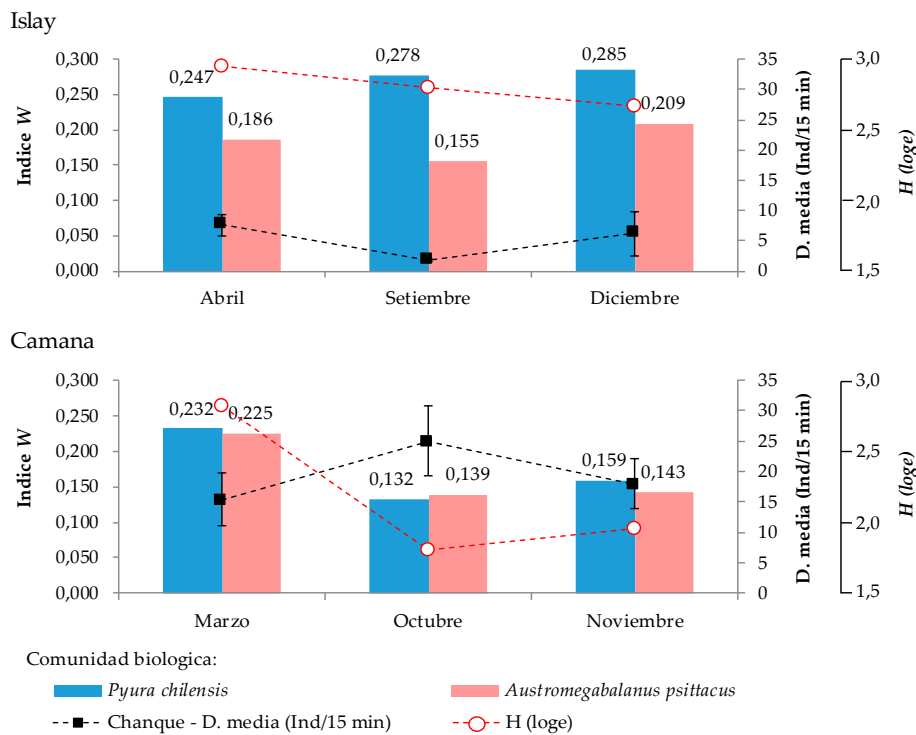 Islay
Indice W
0,300
0,250
0,200
0,150
0,100
0,050
0,000
0,247
0,186
0,278
0,155
0,285
0,209
Abril
Setiembre
Diciembre
35
30
25
20
15
10
5
0
D. media (Ind/15 min)
3,0
2,5
2,0
1,5
H (loge)
Camana
Indice W
0,300
0,250
0,200
0,150
0,100
0,050
0,000
0,232
0,225
0,132
0,139
0,159
0,143
Marzo
Octubre
Noviembre
35
30
25
20
15
10
5
0
D. media (Ind/15 min)
3,0
2,5
2,0
1,5
H (loge)
Comunidad biologica:
Pyura chilensis
Austromegabalanus psittacus
Chanque - D. media (Ind/15 min)
H (loge)